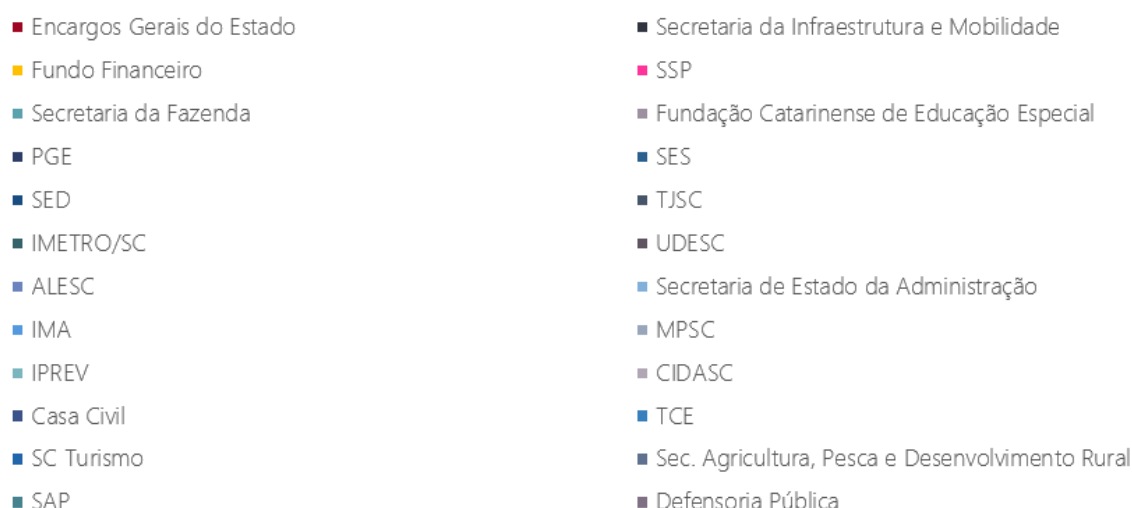 Encargos Gerais do Estado
Secretaria da Infraestrutura e Mobilidade
Fundo Financeiro
SSP
Secretaria da Fazenda
Fundação Catarinense de Educação Especial
PGE
SES
SED
TJSC
IMETRO/SC
UDESC
ALESC
Secretaria de Estado da Administração
IMA
MPSC
IPREV
CIDASC
Casa Civil
TCE
SC Turismo
Sec. Agricultura, Pesca e Desenvolvimento Rural
SAP
Defensoria Pública